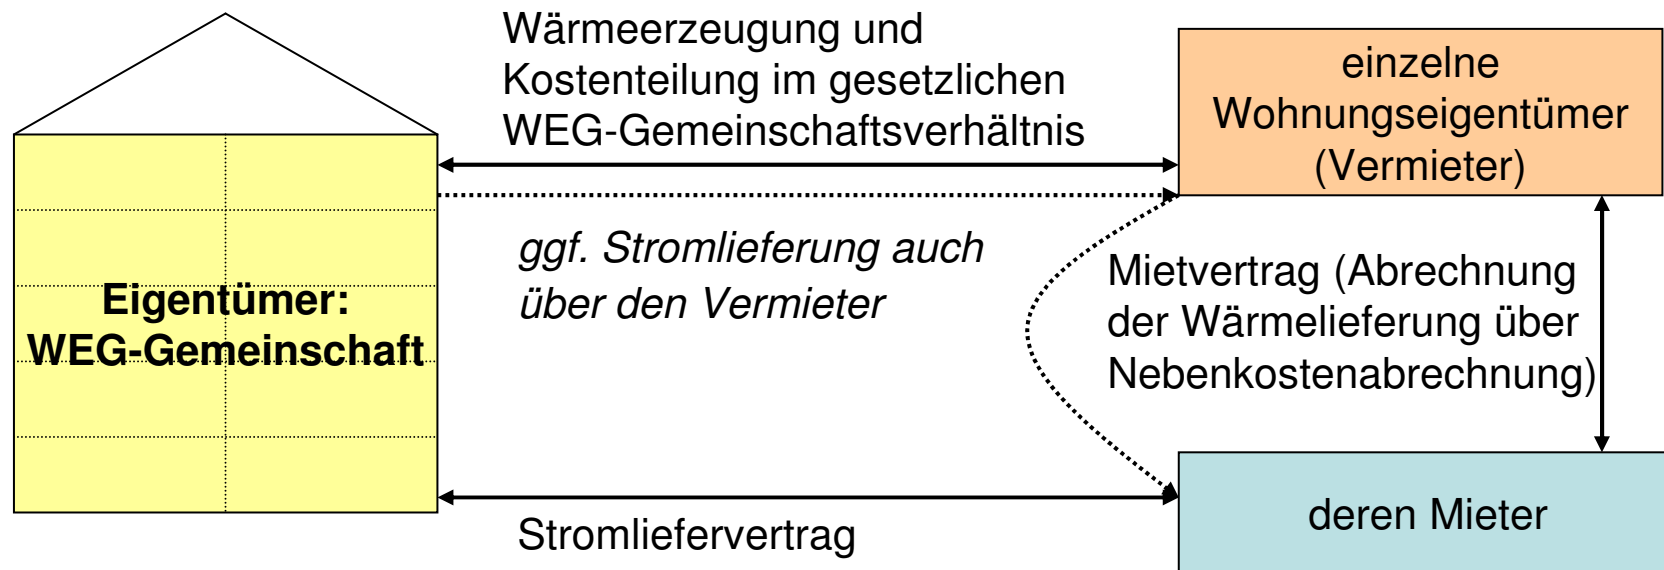 Wärmeerzeugung und
Kostenteilung im gesetzlichen
WEG-Gemeinschaftsverhältnis
einzelne
Wohnungseigentümer
(Vermieter)
ggf. Stromlieferung auch
über den Vermieter
Eigentümer:
WEG-Gemeinschaft
Mietvertrag (Abrechnung
der Wärmelieferung über
Nebenkostenabrechnung)
Stromliefervertrag
deren Mieter